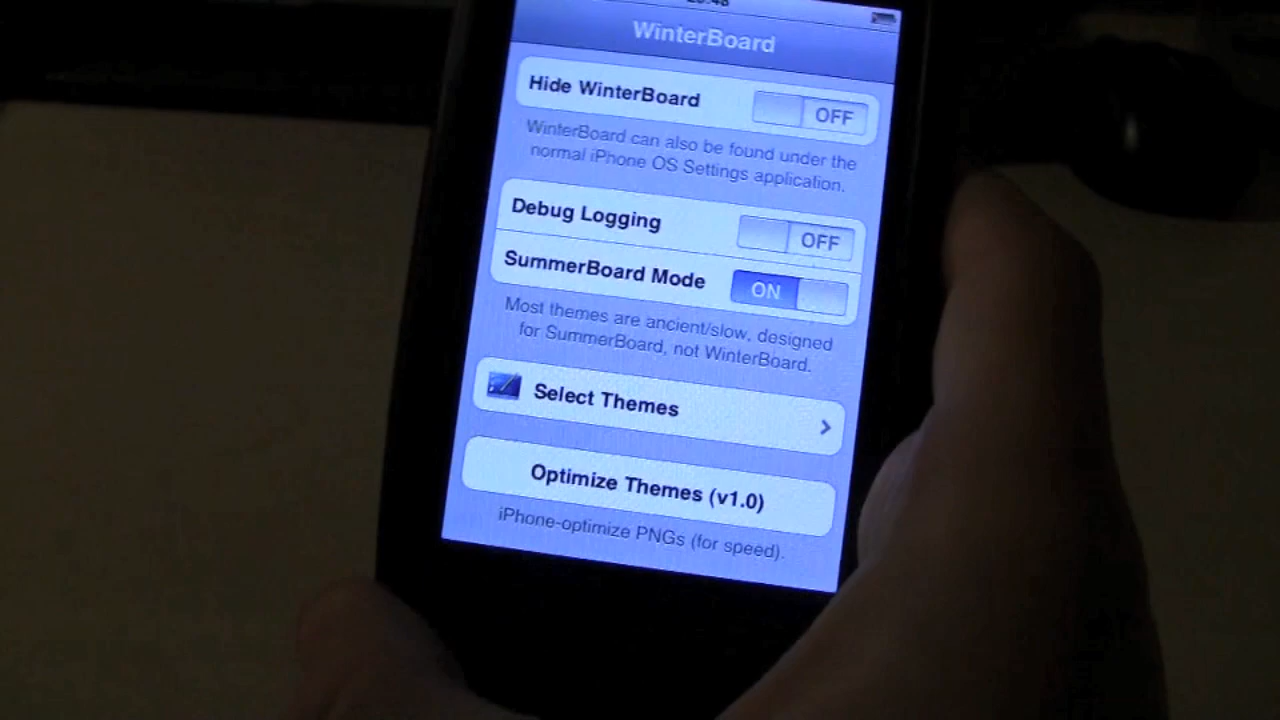 WinterBoard
Hide WinterBoard OFF
WinterBoard can also be found under the
normal iPhone OS Settings application.
Debug Logging OFF
SummerBoard Mode ON
Most themes are ancient/slow, designed
for SummerBoard, not WinterBoard.
Select Themes
Optimize Themes (v1.0)
iPhone-optimize PNGs (for speed).